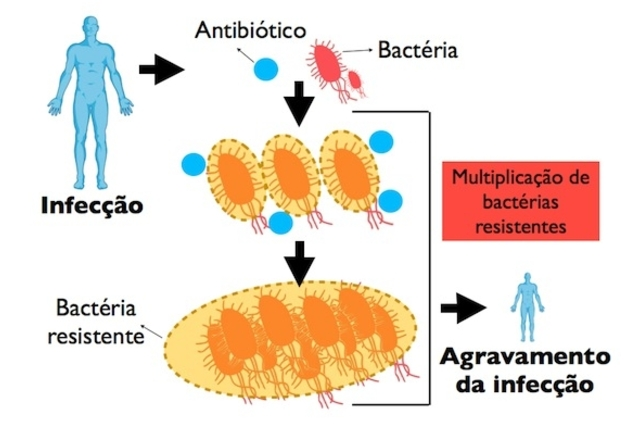 Antibiótico
Bactéria
Infecção
Multiplicação de
bactérias
resistentes
Bactéria
resistente
Agravamento
da infecção